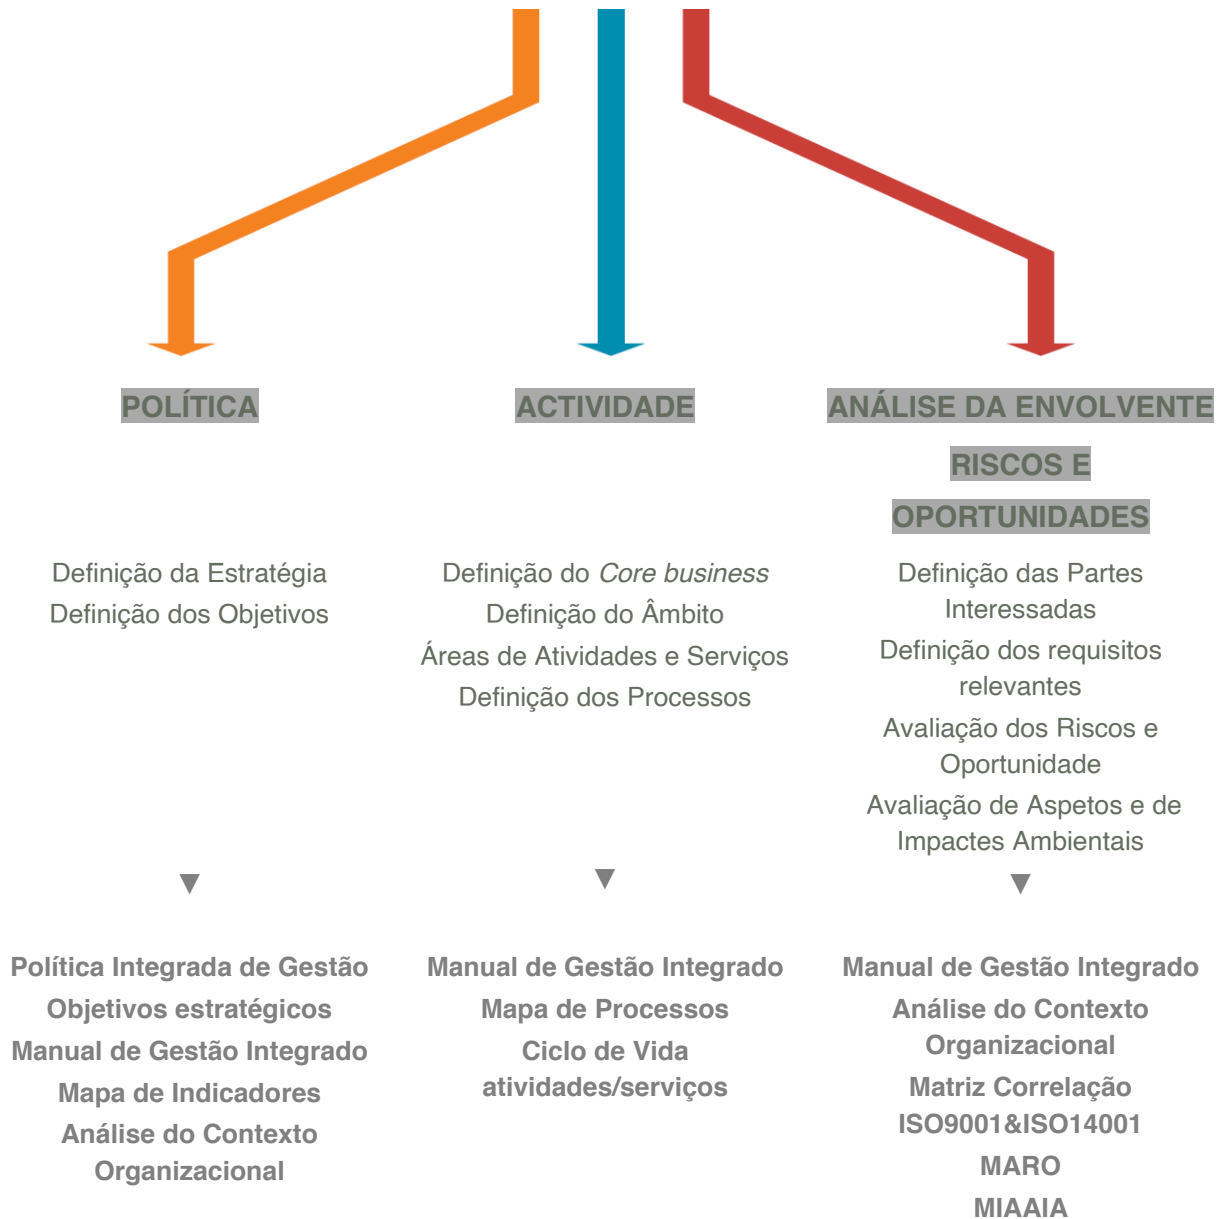 POLÍTICA
Definição da Estratégia
Definição dos Objetivos
▼
Política Integrada de Gestão
Objetivos estratégicos
Manual de Gestão Integrado
Mapa de Indicadores
Análise do Contexto
Organizacional
ACTIVIDADE
Definição do Core business
Definição do Âmbito
Áreas de Atividades e Serviços
Definição dos Processos
▼
Manual de Gestão Integrado
Mapa de Processos
Ciclo de Vida
atividades/serviços
ANÁLISE DA ENVOLVENTE
RISCOS E
OPORTUNIDADES
Definição das Partes
Interessadas
Definição dos requisitos
relevantes
Avaliação dos Riscos e
Oportunidade
Avaliação de Aspetos e de
Impactes Ambientais
▼
Manual de Gestão Integrado
Análise do Contexto
Organizacional
Matriz Correlação
ISO9001&ISO14001
MARO
MIAAIA